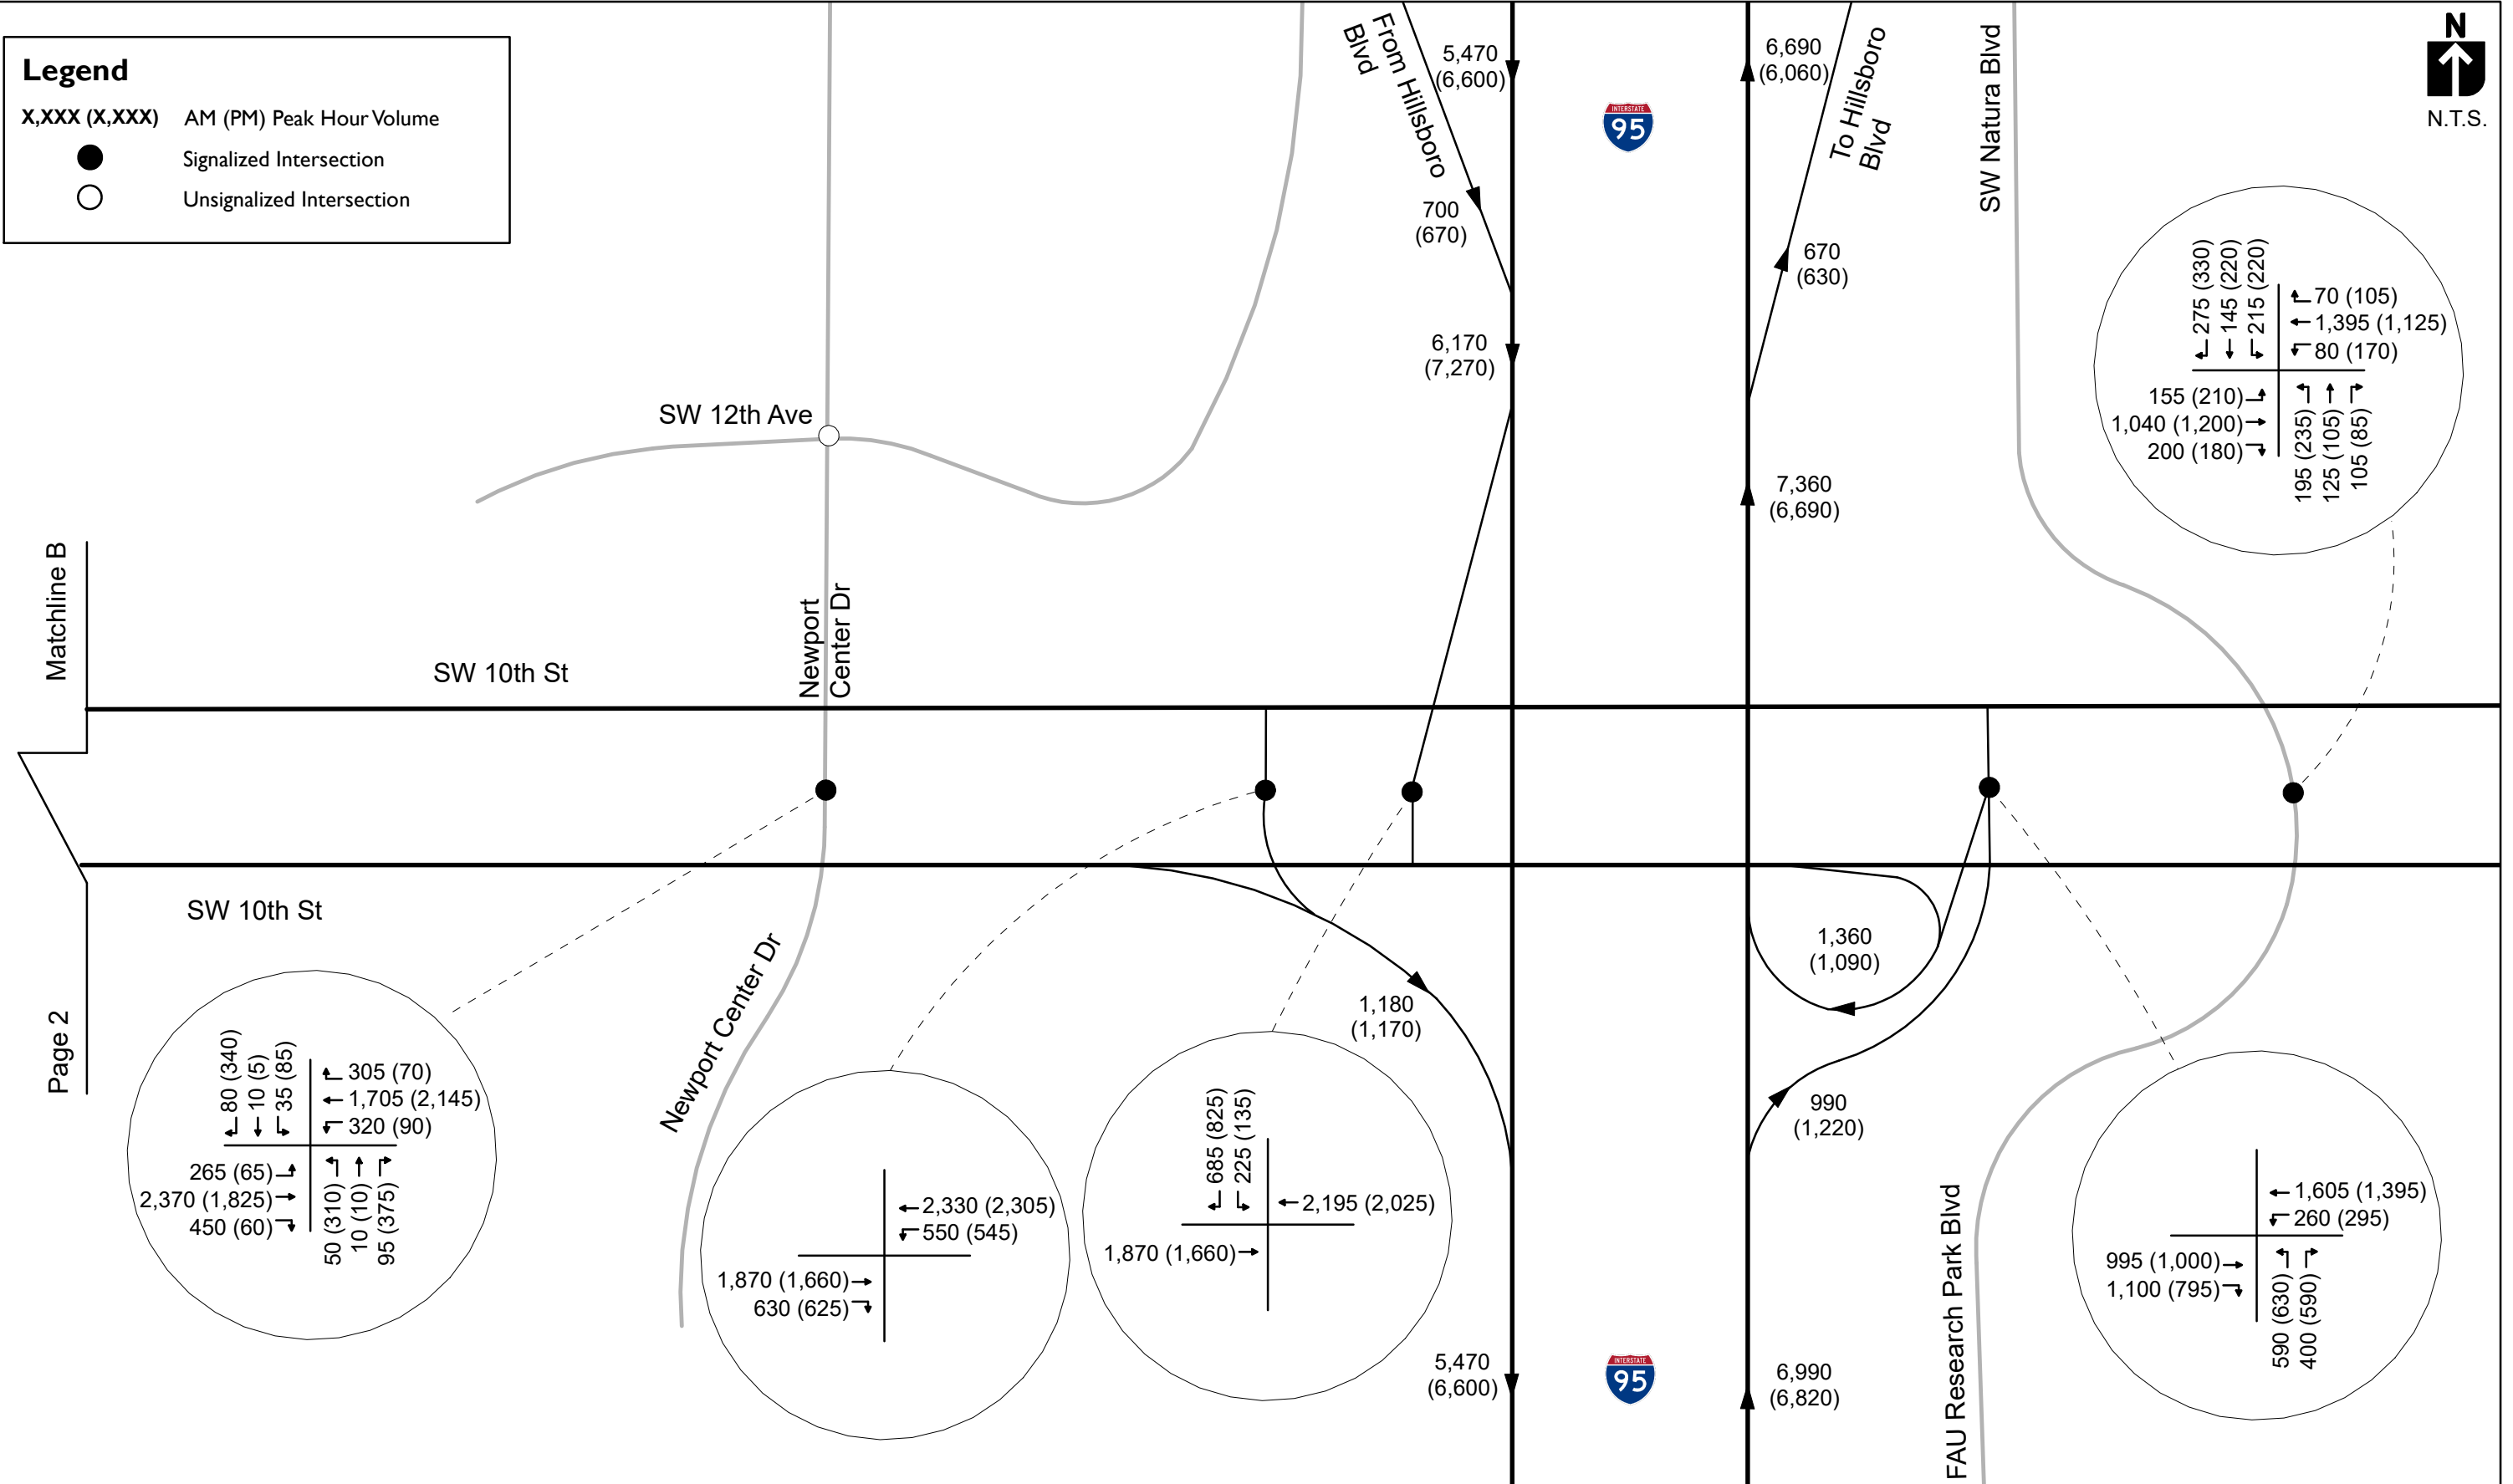 Legend
X,XXX (X,XXX) AM (PM) Peak Hour Volume
Signalized Intersection
Unsignalized Intersection
From Hillsboro
Blvd
5,470
(6,600)
INTERSTATE
95
6,690
(6,060)
To Hillsboro
Blvd
SW Natura Blvd
N
N.T.S.
700
(670)
670
(630)
6,170
(7,270)
7,360
(6,690)
275 (330)
145 (220)
215 (220)
70 (105)
1,395 (1,125)
80 (170)
155 (210)
1,040 (1,200)
200 (180)
195 (235)
125 (105)
105 (85)
SW 12th Ave
Matchline B
Newport
Center Dr
SW 10th St
SW 10th St
Page 2
Newport Center Dr
1,360
(1,090)
1,180
(1,170)
990
(1,220)
80 (340)
10 (5)
35 (85)
305 (70)
1,705 (2,145)
320 (90)
265 (65)
2,370 (1,825)
450 (60)
50 (310)
10 (10)
95 (375)
2,330 (2,305)
550 (545)
1,870 (1,660)
630 (625)
685 (825)
225 (135)
2,195 (2,025)
1,870 (1,660)
1,605 (1,395)
260 (295)
995 (1,000)
1,100 (795)
590 (630)
400 (590)
5,470
(6,600)
INTERSTATE
95
6,990
(6,820)
FAU Research Park Blvd